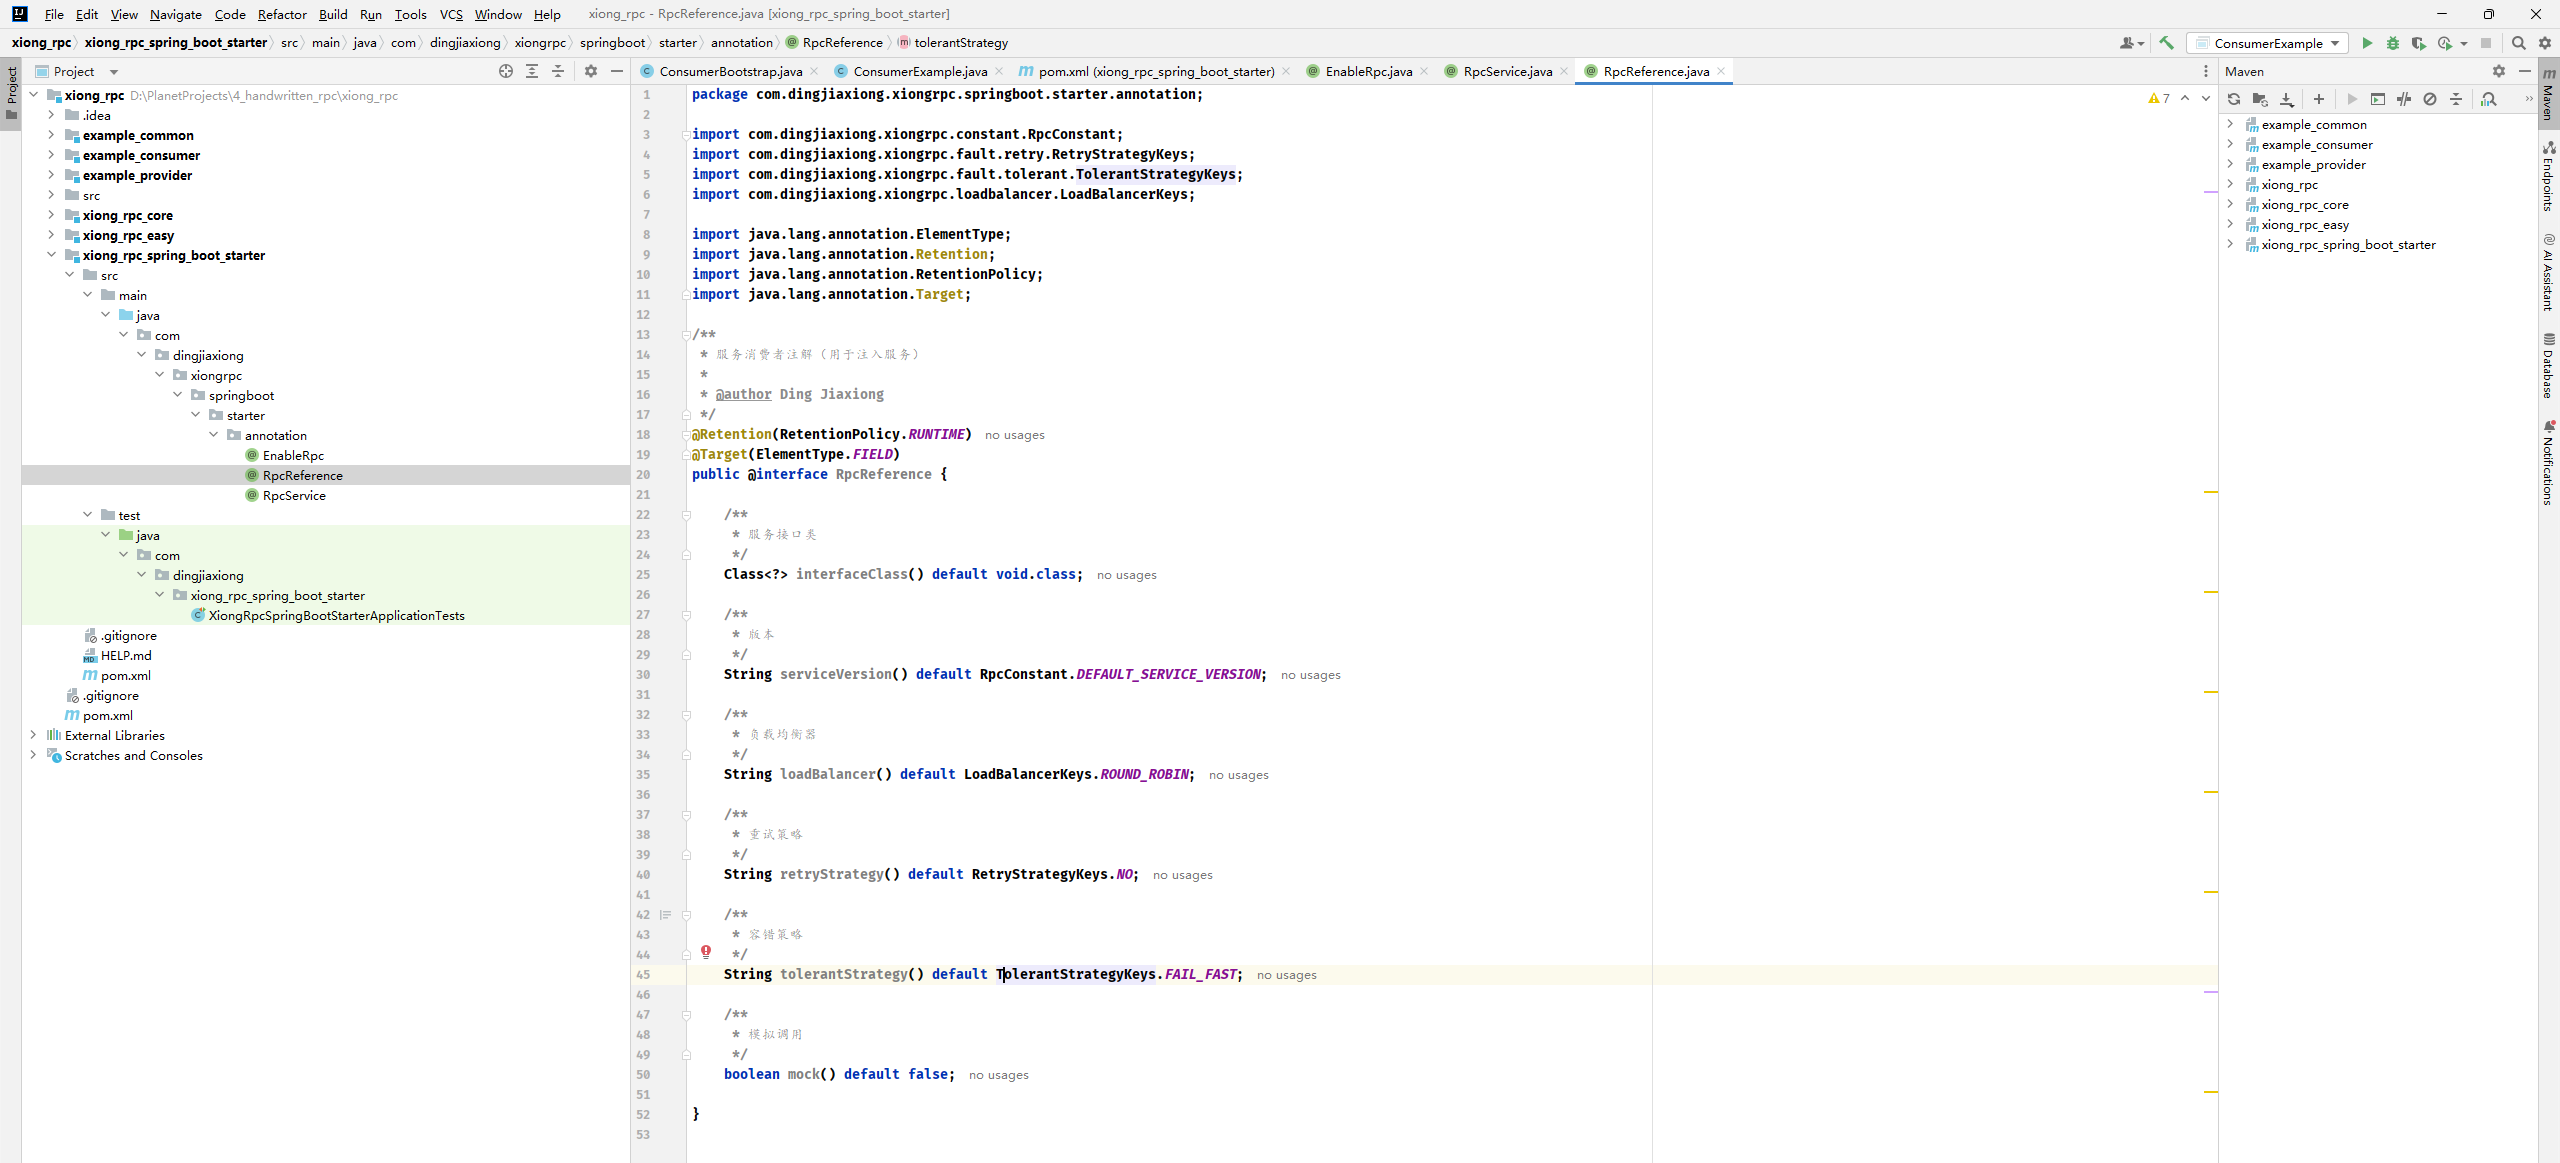 File Edit View Navigate Code Refactor Build Run Tools VCS Window Help xiong_rpc - RpcReference.java [xiong_rpc_spring_boot_starter]
xiong_rpc xiong_rpc_spring_boot_starter src main java com dingjiaxiong xiongrpc springboot starter annotation RpcReference tolerantStrategy ConsumerExample
Project
Project
ConsumerBootstrap.java ConsumerExample.java pom.xml (xiong_rpc_spring_boot_starter) EnableRpc.java RpcService.java RpcReference.java
xiong_rpc D:\PlanetProjects\4_handwritten_rpc\xiong_rpc
.idea
example_common
example_consumer
example_provider
src
xiong_rpc_core
xiong_rpc_easy
xiong_rpc_spring_boot_starter
src
main
java
com
dingjiaxiong
xiongrpc
springboot
starter
annotation
EnableRpc
RpcReference
RpcService
test
java
com
dingjiaxiong
xiong_rpc_spring_boot_starter
XiongRpcSpringBootStarterApplicationTests
.gitignore
HELP.md
pom.xml
.gitignore
pom.xml
External Libraries
Scratches and Consoles
1 package com.dingjiaxiong.xiongrpc.springboot.starter.annotation;
2
3 import com.dingjiaxiong.xiongrpc.constant.RpcConstant;
4 import com.dingjiaxiong.xiongrpc.fault.retry.RetryStrategyKeys;
5 import com.dingjiaxiong.xiongrpc.fault.tolerant.TolerantStrategyKeys;
6 import com.dingjiaxiong.xiongrpc.loadbalancer.LoadBalancerKeys;
7
8 import java.lang.annotation.ElementType;
9 import java.lang.annotation.Retention;
10 import java.lang.annotation.RetentionPolicy;
11 import java.lang.annotation.Target;
12
13 /**
14 * 服务消费者注解（用于注入服务）
15 *
16 * @author Ding Jiaxiong
17 */
18 @Retention(RetentionPolicy.RUNTIME) no usages
19 @Target(ElementType.FIELD)
20 public @interface RpcReference {
21
22 /**
23 * 服务接口类
24 */
25 Class<?> interfaceClass() default void.class; no usages
26
27 /**
28 * 版本
29 */
30 String serviceVersion() default RpcConstant.DEFAULT_SERVICE_VERSION; no usages
31
32 /**
33 * 负载均衡器
34 */
35 String loadBalancer() default LoadBalancerKeys.ROUND_ROBIN; no usages
36
37 /**
38 * 重试策略
39 */
40 String retryStrategy() default RetryStrategyKeys.NO; no usages
41
42 /**
43 * 容错策略
44 */
45 String tolerantStrategy() default TolerantStrategyKeys.FAIL_FAST; no usages
46
47 /**
48 * 模拟调用
49 */
50 boolean mock() default false; no usages
51
52 }
53
7
Maven
example_common
example_consumer
example_provider
xiong_rpc
xiong_rpc_core
xiong_rpc_easy
xiong_rpc_spring_boot_starter
Maven
Endpoints
AI Assistant
Database
Notifications